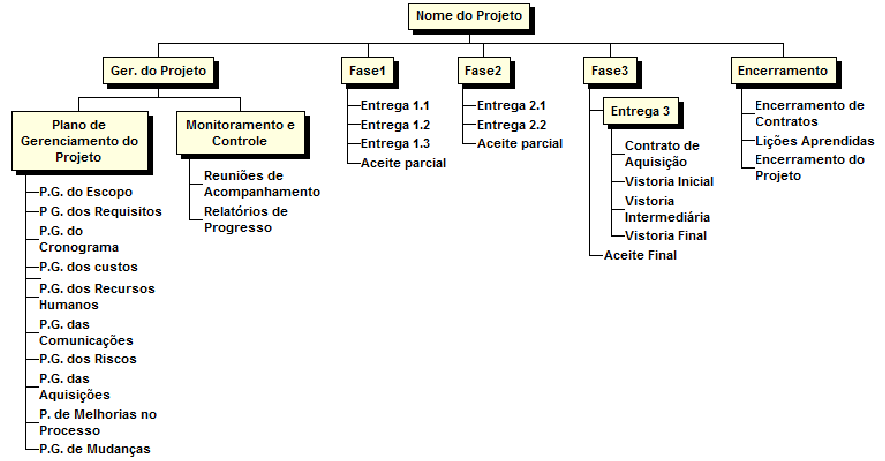 Nome do Projeto
Ger. do Projeto
Fase1
Fase2
Fase3
Encerramento
Plano de
Gerenciamento do
Projeto
P.G. do Escopo
P G. dos Requisitos
P.G. do
Cronograma
P.G. dos custos
P.G. dos Recursos
Humanos
P.G. das
Comunicações
P.G. dos Riscos
P.G. das
Aquisições
P. de Melhorias no
Processo
P.G. de Mudanças
Monitoramento e
Controle
Reuniões de
Acompanhamento
Relatórios de
Progresso
Entrega 1.1
Entrega 1.2
Entrega 1.3
Aceite parcial
Entrega 2.1
Entrega 2.2
Aceite parcial
Entrega 3
Contrato de
Aquisição
Vistoria Inicial
Vistoria
Intermediária
Vistoria Final
Aceite Final
Encerramento de
Contratos
Lições Aprendidas
Encerramento do
Projeto